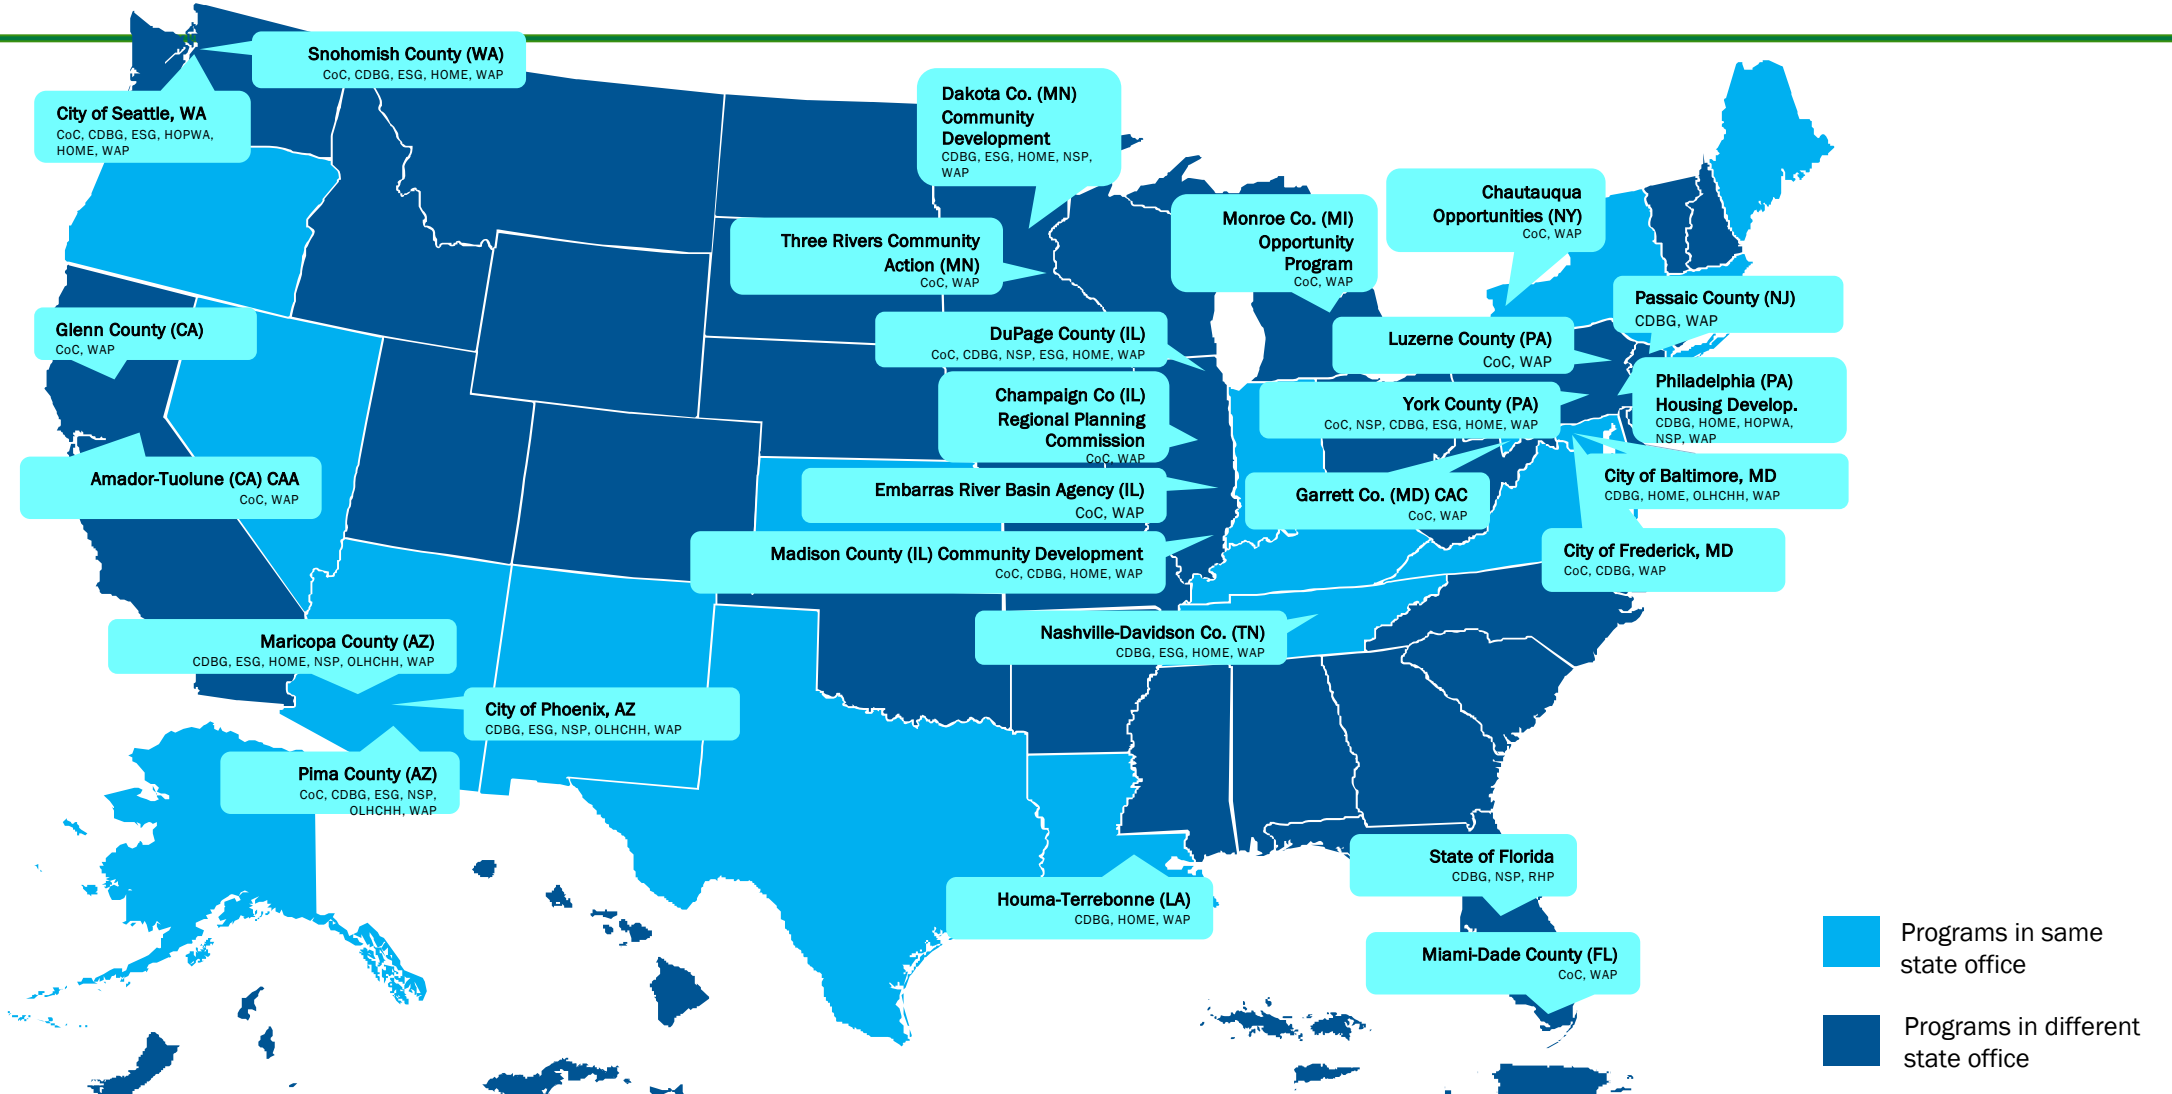 Snohomish County (WA)
CoC, CDBG, ESG, HOME, WAP
City of Seattle, WA
CoC, CDBG, ESG, HOPWA,
HOME, WAP
Dakota Co. (MN)
Community
Development
CDBG, ESG, HOME, NSP,
WAP
Three Rivers Community
Action (MN)
CoC, WAP
Monroe Co. (MI)
Opportunity
Program
CoC, WAP
Chautauqua
Opportunities (NY)
CoC, WAP
Passaic County (NJ)
CDBG, WAP
Glenn County (CA)
CoC, WAP
DuPage County (IL)
CoC, CDBG, NSP, ESG, HOME, WAP
Luzerne County (PA)
CoC, WAP
Champaign Co (IL)
Regional Planning
Commission
CoC, WAP
York County (PA)
CoC, NSP, CDBG, ESG, HOME, WAP
Philadelphia (PA)
Housing Develop.
CDBG, HOME, HOPWA,
NSP, WAP
Amador-Tuolune (CA) CAA
CoC, WAP
Embarras River Basin Agency (IL)
CoC, WAP
Garrett Co. (MD) CAC
CoC, WAP
City of Baltimore, MD
CDBG, HOME, OLHCHH, WAP
Madison County (IL) Community Development
CoC, CDBG, HOME, WAP
City of Frederick, MD
CoC, CDBG, WAP
Maricopa County (AZ)
CDBG, ESG, HOME, NSP, OLHCHH, WAP
Nashville-Davidson Co. (TN)
CDBG, ESG, HOME, WAP
City of Phoenix, AZ
CDBG, ESG, NSP, OLHCHH, WAP
Pima County (AZ)
CoC, CDBG, ESG, NSP,
OLHCHH, WAP
Houma-Terrebonne (LA)
CDBG, HOME, WAP
State of Florida
CDBG, NSP, RHP
Miami-Dade County (FL)
CoC, WAP
Programs in same
state office
Programs in different
state office